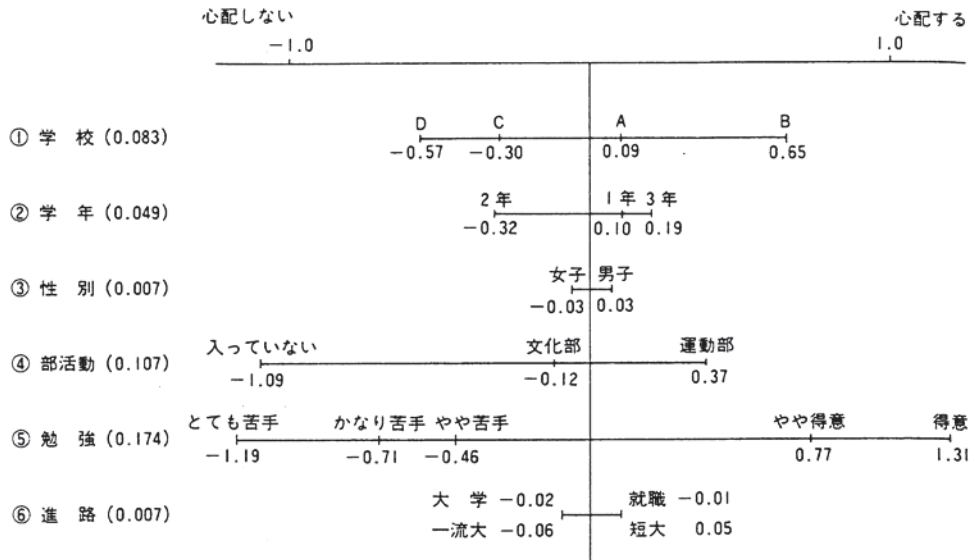 心配しない 心配する
-1.0 1.0
① 学 校 (0.083) D C A B
-0.57 -0.30 0.09 0.65
② 学 年 (0.049) 2年 1年 3年
-0.32 0.10 0.19
③ 性 別 (0.007) 女子 男子
-0.03 0.03
④ 部活動 (0.107) 入っていない 文化部 運動部
-1.09 -0.12 0.37
⑤ 勉 強 (0.174) とても苦手 かなり苦手 やや苦手 やや得意 得意
-1.19 -0.71 -0.46 0.77 1.31
⑥ 進 路 (0.007) 大 学 -0.02 就職 -0.01
一流大 -0.06 短大 0.05